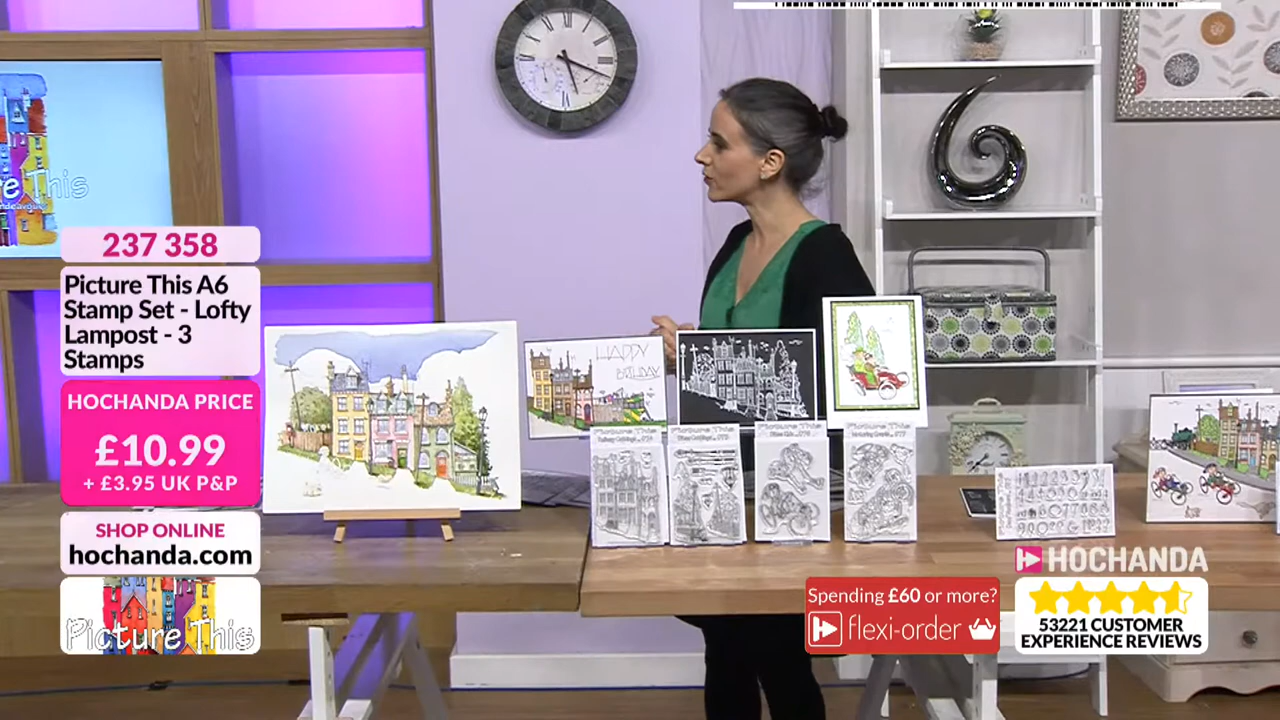 re This
237 358
Picture This A6
Stamp Set - Lofty
Lampost - 3
Stamps
HOCHANDA PRICE
£10.99
+ £3.95 UK P&P
SHOP ONLINE
hochanda.com
Picture This
HAPPY
BIRTHDAY
Picture This
Picture This
Picture This
Picture This
HOCHANDA
Spending £60 or more?
flexi-order
53221 CUSTOMER
EXPERIENCE REVIEWS